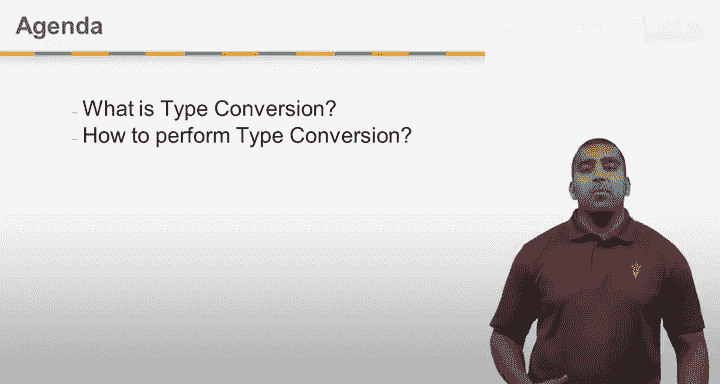 Agenda
– What is Type Conversion?
– How to perform Type Conversion?